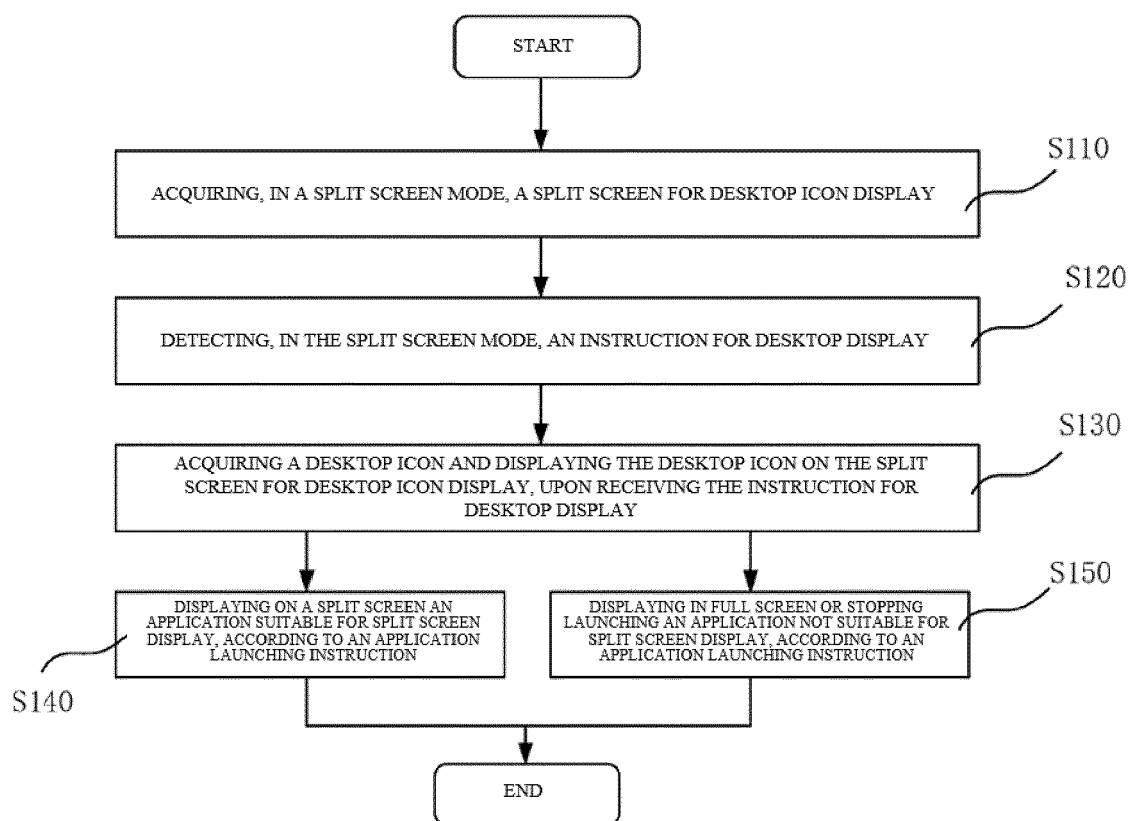 START
S110
ACQUIRING, IN A SPLIT SCREEN MODE, A SPLIT SCREEN FOR DESKTOP ICON DISPLAY
S120
DETECTING, IN THE SPLIT SCREEN MODE, AN INSTRUCTION FOR DESKTOP DISPLAY
S130
ACQUIRING A DESKTOP ICON AND DISPLAYING THE DESKTOP ICON ON THE SPLIT
SCREEN FOR DESKTOP ICON DISPLAY, UPON RECEIVING THE INSTRUCTION FOR
DESKTOP DISPLAY
DISPLAYING ON A SPLIT SCREEN AN
APPLICATION SUITABLE FOR SPLIT SCREEN
DISPLAY, ACCORDING TO AN APPLICATION
LAUNCHING INSTRUCTION
S140
S150
DISPLAYING IN FULL SCREEN OR STOPPING
LAUNCHING AN APPLICATION NOT SUITABLE FOR
SPLIT SCREEN DISPLAY, ACCORDING TO AN
APPLICATION LAUNCHING INSTRUCTION
END